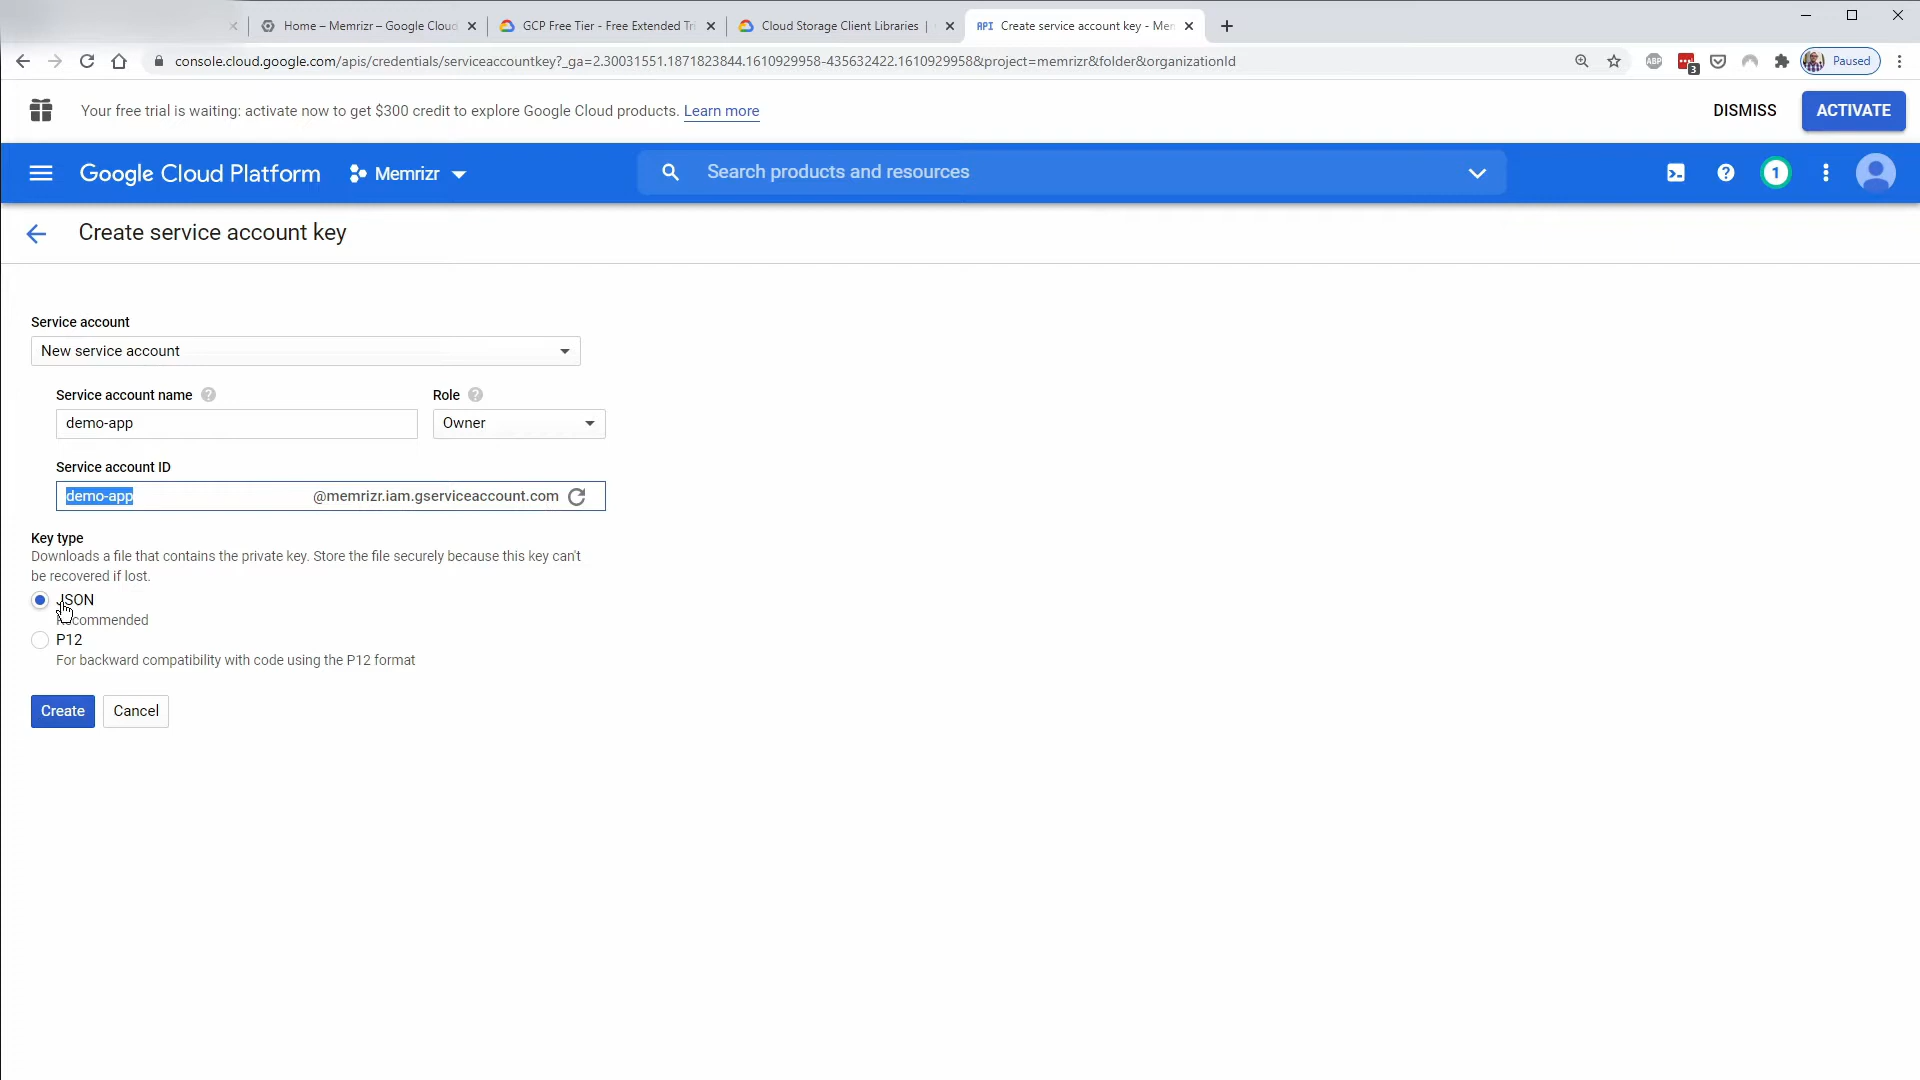 Home – Memrizr – Google Cloud
GCP Free Tier - Free Extended Tri
Cloud Storage Client Libraries |
API Create service account key - Mem
console.cloud.google.com/apis/credentials/serviceaccountkey?_ga=2.30031551.1871823844.1610929958-435632422.1610929958&project=memrizr&folder&organizationId
ABP
3
Paused
Your free trial is waiting: activate now to get $300 credit to explore Google Cloud products. Learn more
DISMISS
ACTIVATE
Google Cloud Platform
Memrizr
Search products and resources
1
Create service account key
Service account
New service account
Service account name
Role
demo-app
Owner
Service account ID
demo-app @memrizr.iam.gserviceaccount.com
Key type
Downloads a file that contains the private key. Store the file securely because this key can't
be recovered if lost.
JSON
Recommended
P12
For backward compatibility with code using the P12 format
Create
Cancel